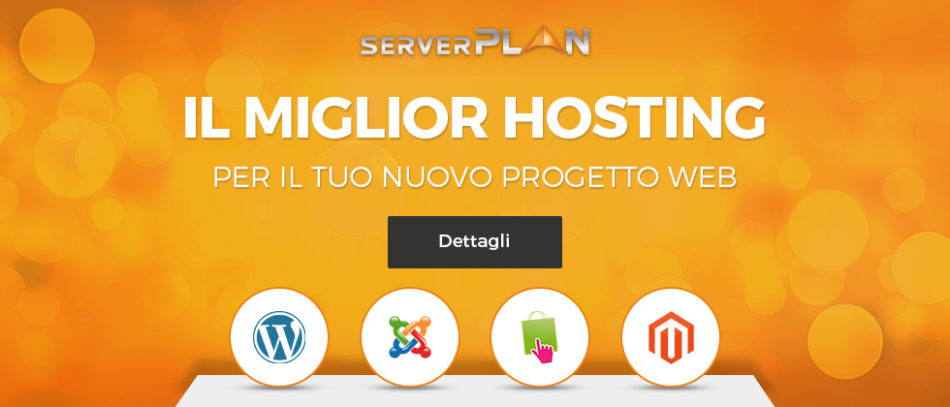 SERVERPLAN
IL MIGLIOR HOSTING
PER IL TUO NUOVO PROGETTO WEB
Dettagli